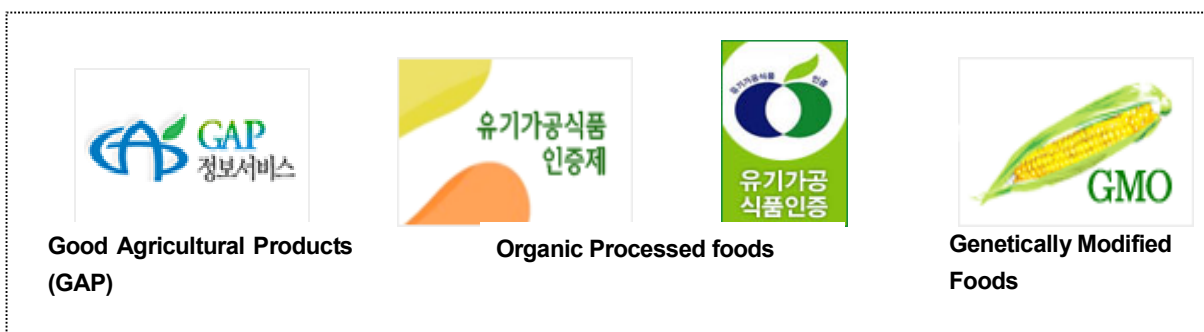 GAP
정보서비스
유기가공식품
인증제
유기가공식품 인증
유기가공
식품인증
GMO
Good Agricultural Products
(GAP)
Organic Processed foods
Genetically Modified
Foods